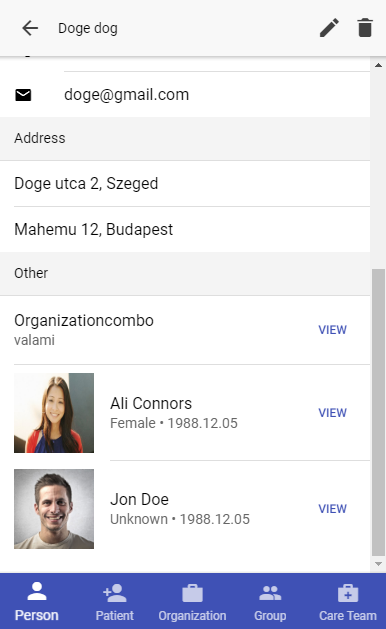 Doge dog
doge@gmail.com
Address
Doge utca 2, Szeged
Mahemu 12, Budapest
Other
Organizationcombo
valami
VIEW
Ali Connors
Female • 1988.12.05
VIEW
Jon Doe
Unknown • 1988.12.05
VIEW
Person Patient Organization Group Care Team